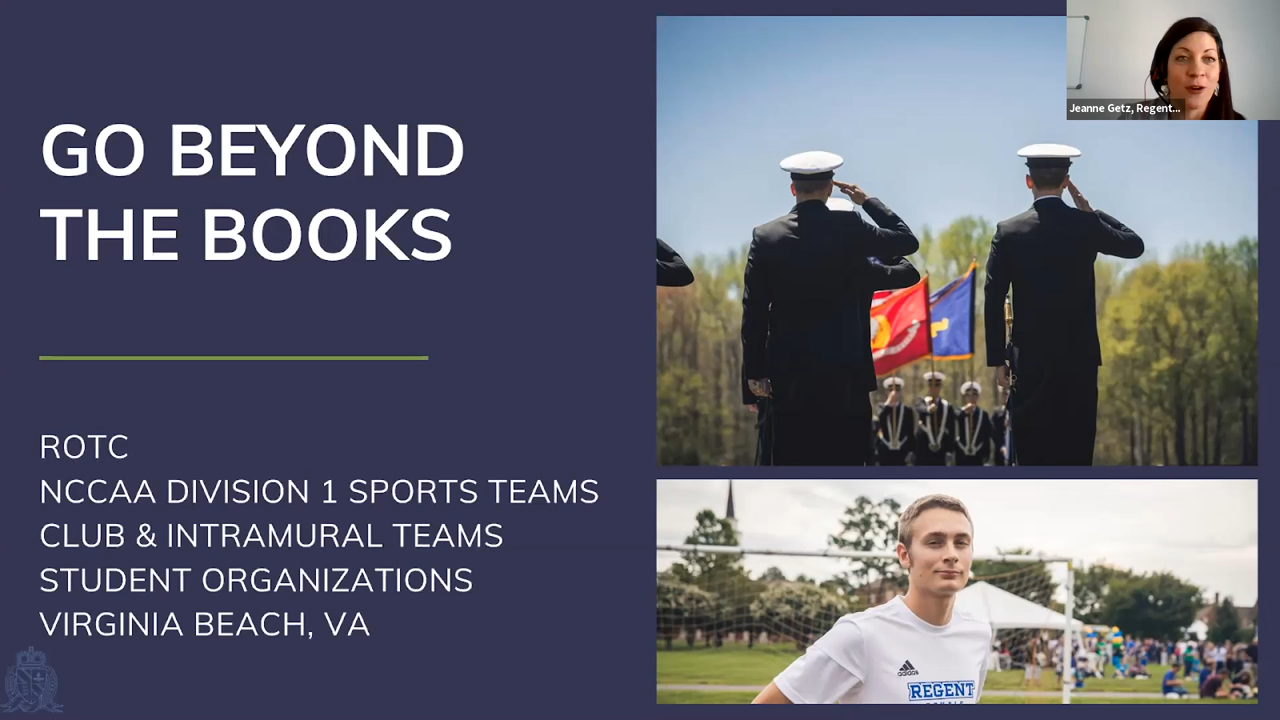 GO BEYOND
THE BOOKS
ROTC
NCCAA DIVISION 1 SPORTS TEAMS
CLUB & INTRAMURAL TEAMS
STUDENT ORGANIZATIONS
VIRGINIA BEACH, VA
Jeanne Getz, Regent...
adidas
REGENT